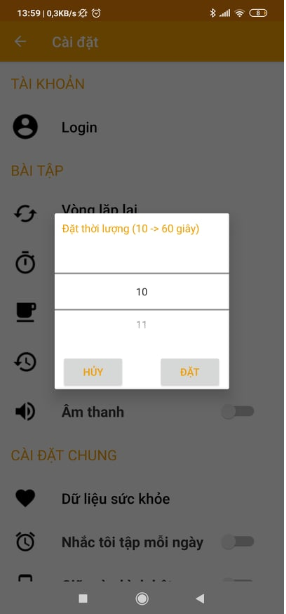 13:59 | 0,3KB/s
Cài đặt
TÀI KHOẢN
Login
BÀI TẬP
Vòng lặp lại
Đặt thời lượng (10 -> 60 giây)
10
11
HỦY
ĐẶT
Âm thanh
CÀI ĐẶT CHUNG
Dữ liệu sức khỏe
Nhắc tôi tập mỗi ngày